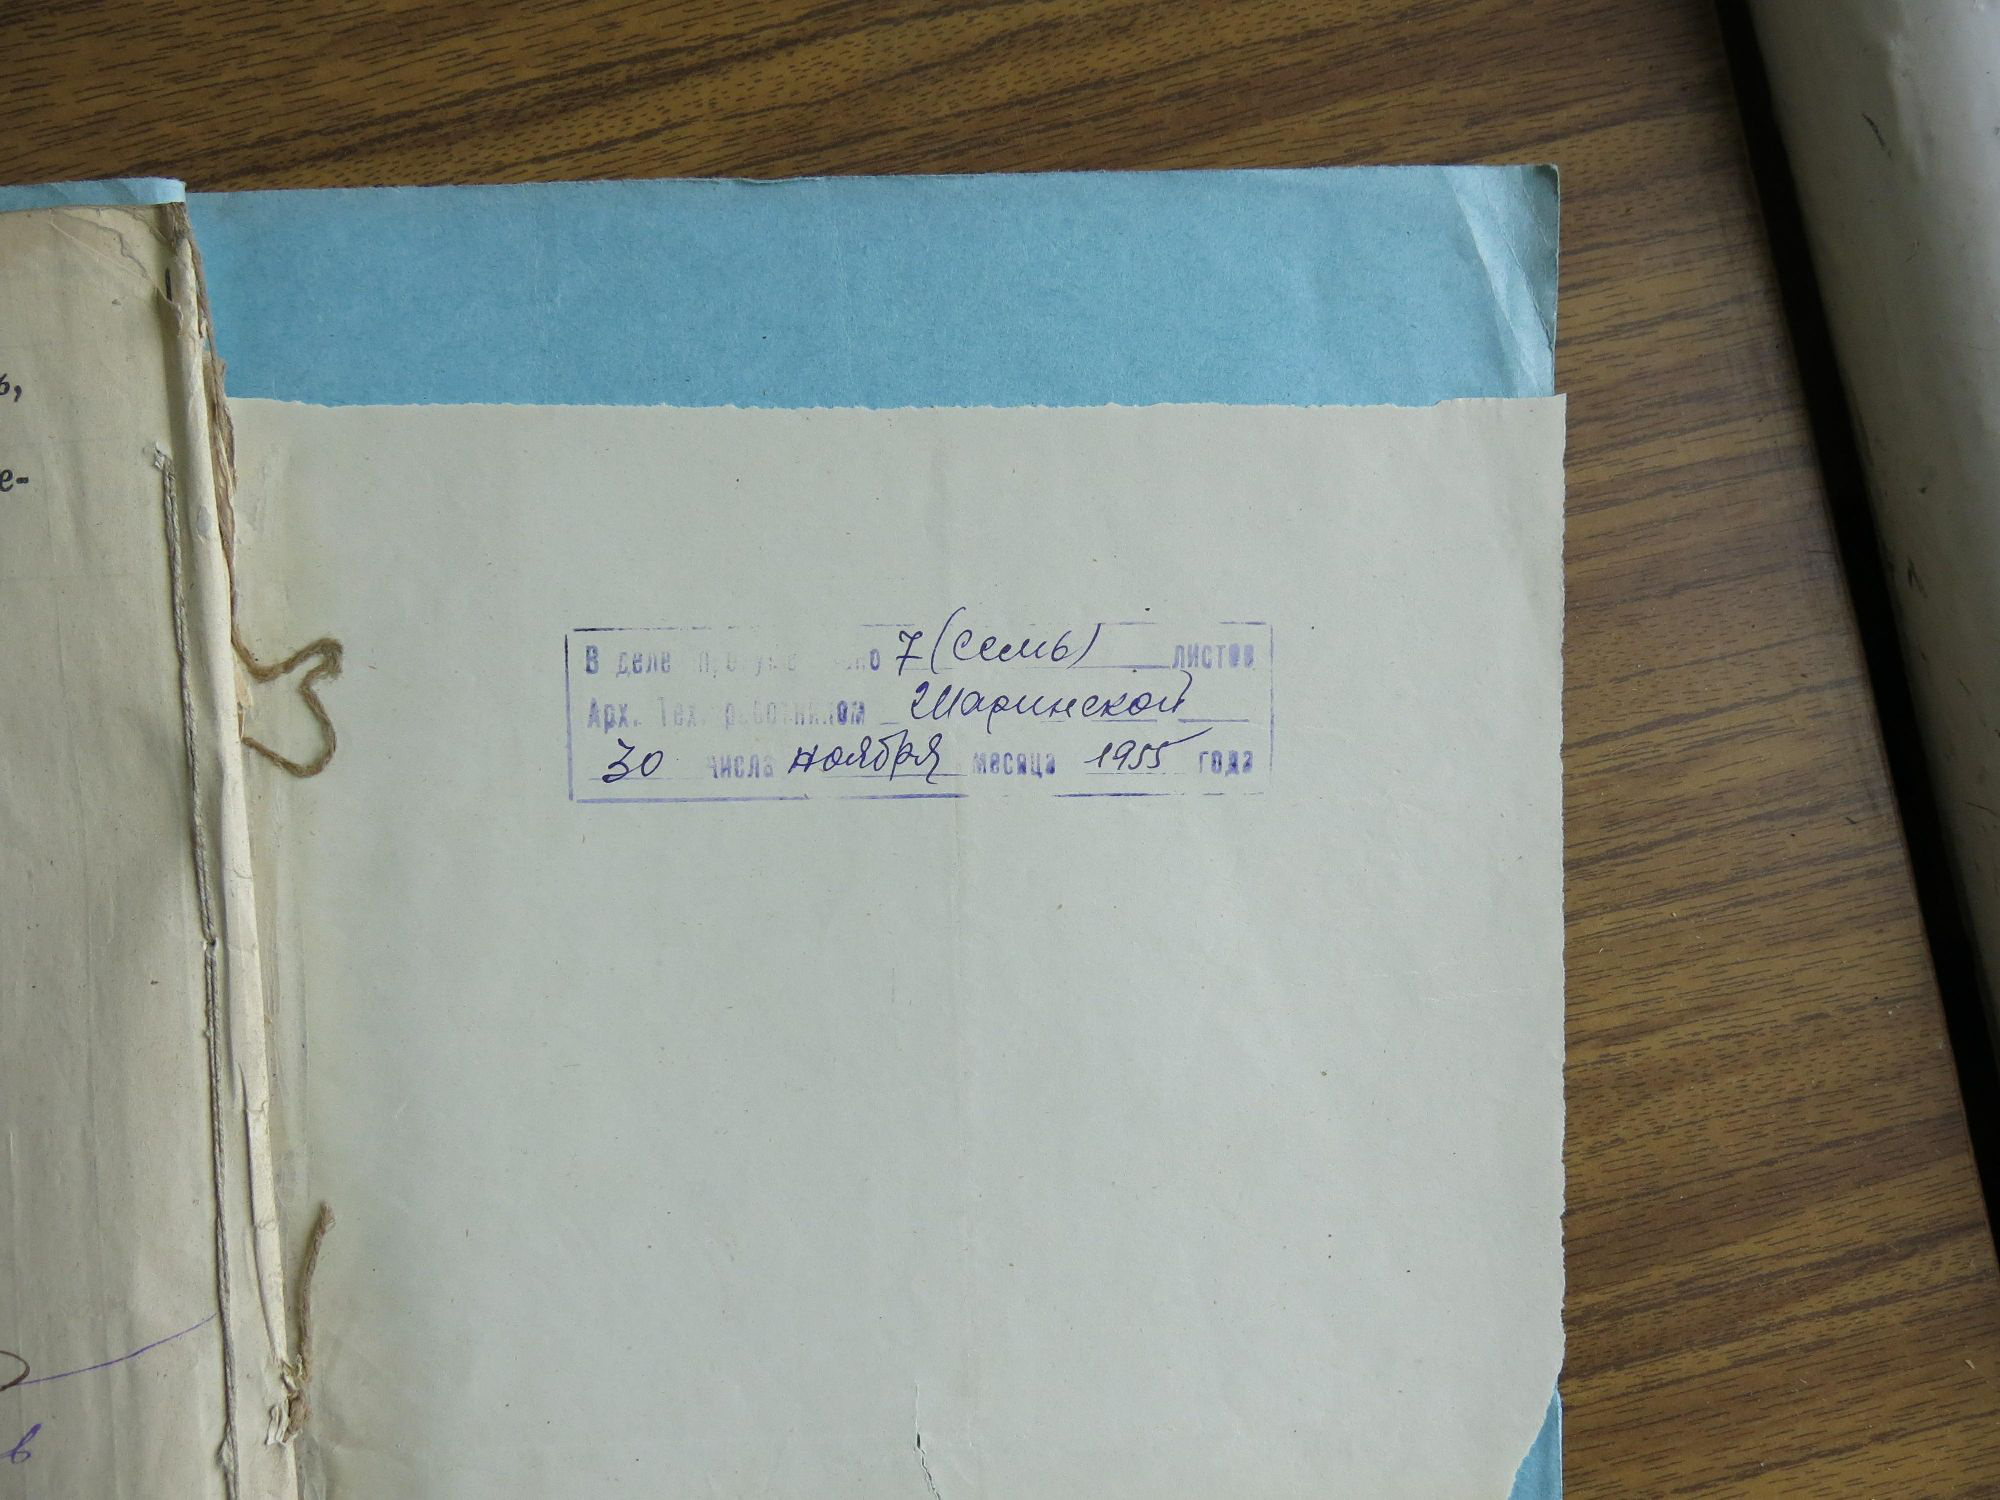 ь,
е-
В деле пронумеровано 7 (семь) листов
Арх. Тех. работником Шаринской
30 числа ноября месяца 1955 года
в